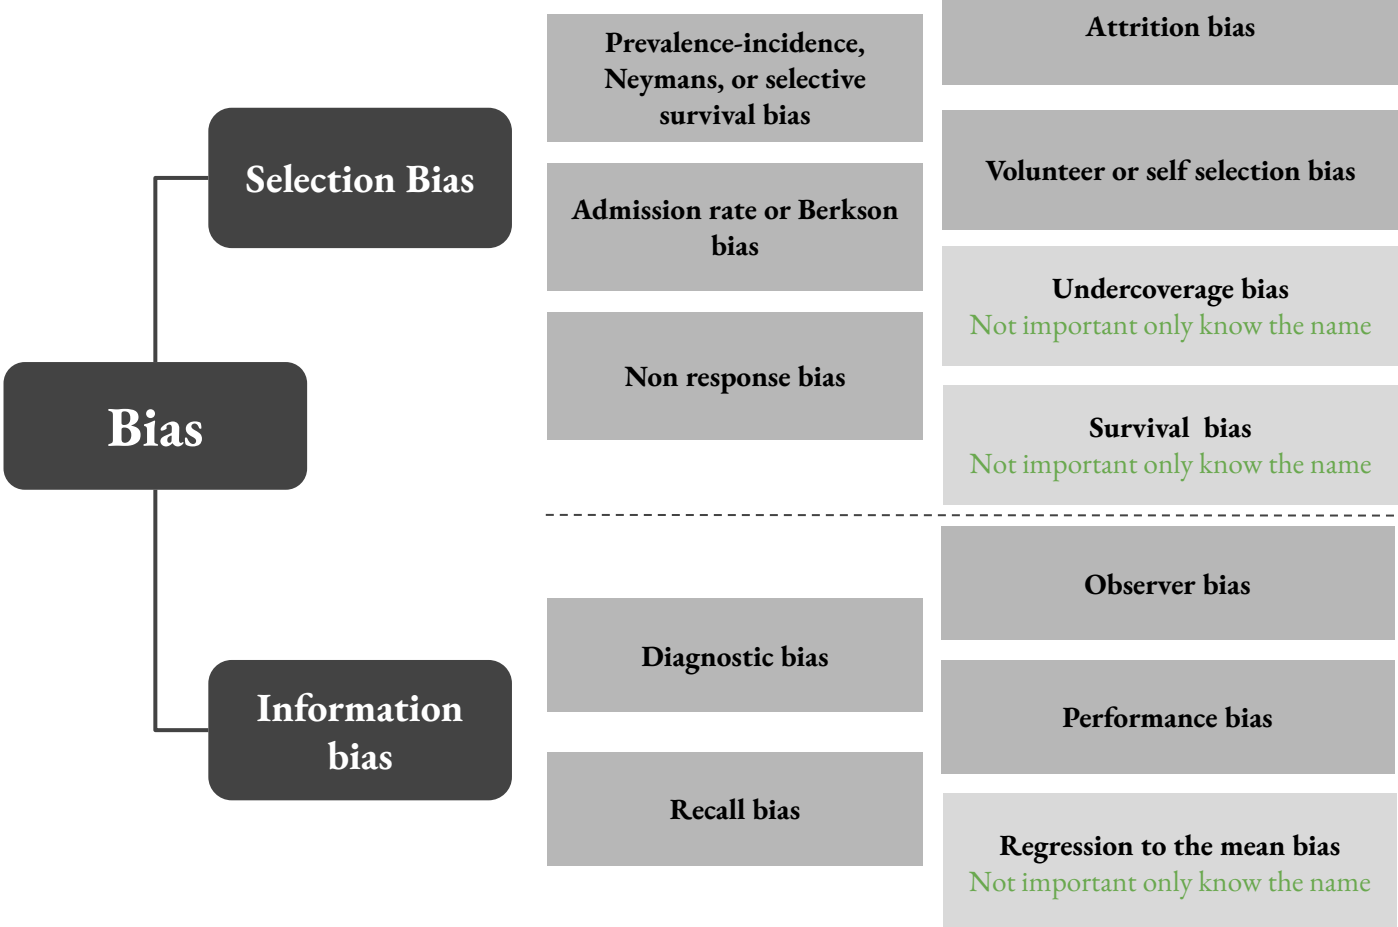 Bias
Selection Bias
Prevalence-incidence,
Neymans, or selective
survival bias
Admission rate or Berkson
bias
Non response bias
Attrition bias
Volunteer or self selection bias
Undercoverage bias
Not important only know the name
Survival  bias
Not important only know the name
Information
bias
Diagnostic bias
Recall bias
Observer bias
Performance bias
Regression to the mean bias
Not important only know the name